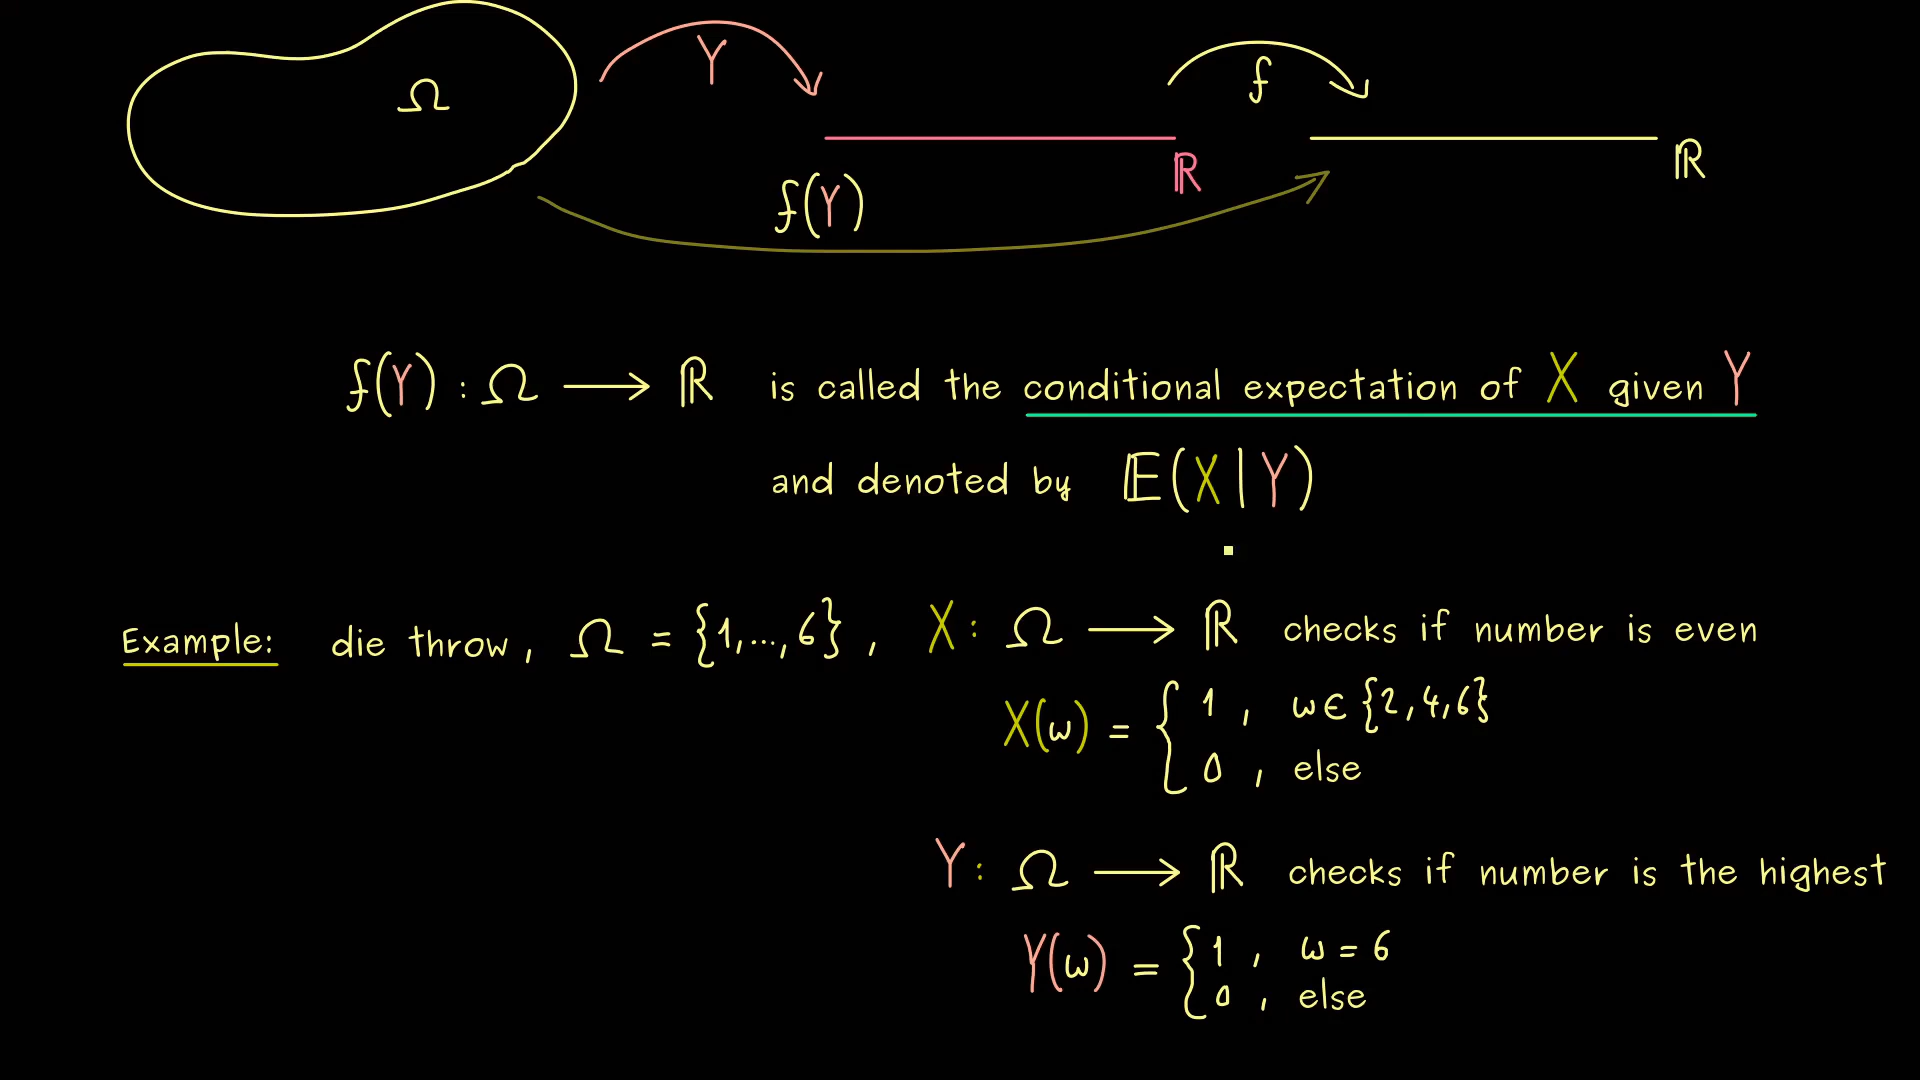 Ω
Y
f
f(Y)
ℝ
ℝ
f(Y) : Ω ⟶ ℝ is called the conditional expectation of X given Y
and denoted by 𝔼(X|Y)
Example: die throw, Ω = {1,...,6}, X: Ω ⟶ ℝ checks if number is even
X(ω) = { 1 , ω∈{2,4,6}
0 , else
Y: Ω ⟶ ℝ checks if number is the highest
Y(ω) = { 1 , ω = 6
0 , else